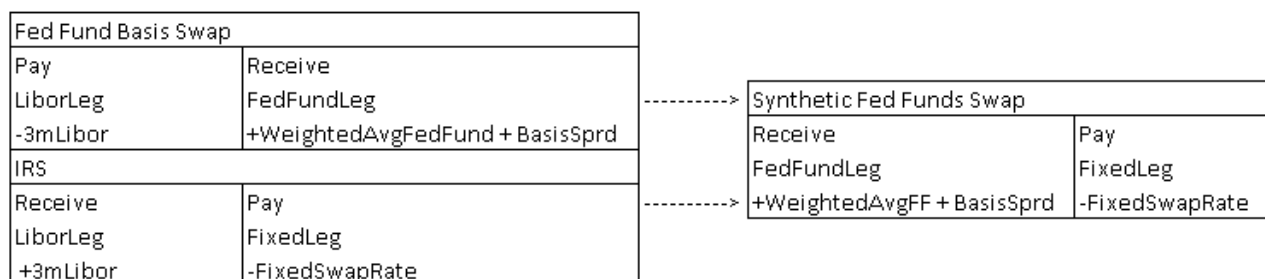 Fed Fund Basis Swap
Pay Receive
LiborLeg FedFundLeg
-3mLibor +WeightedAvgFedFund + BasisSprd
IRS
Receive Pay
LiborLeg FixedLeg
+3mLibor -FixedSwapRate
Synthetic Fed Funds Swap
Receive Pay
FedFundLeg FixedLeg
+WeightedAvgFF + BasisSprd -FixedSwapRate